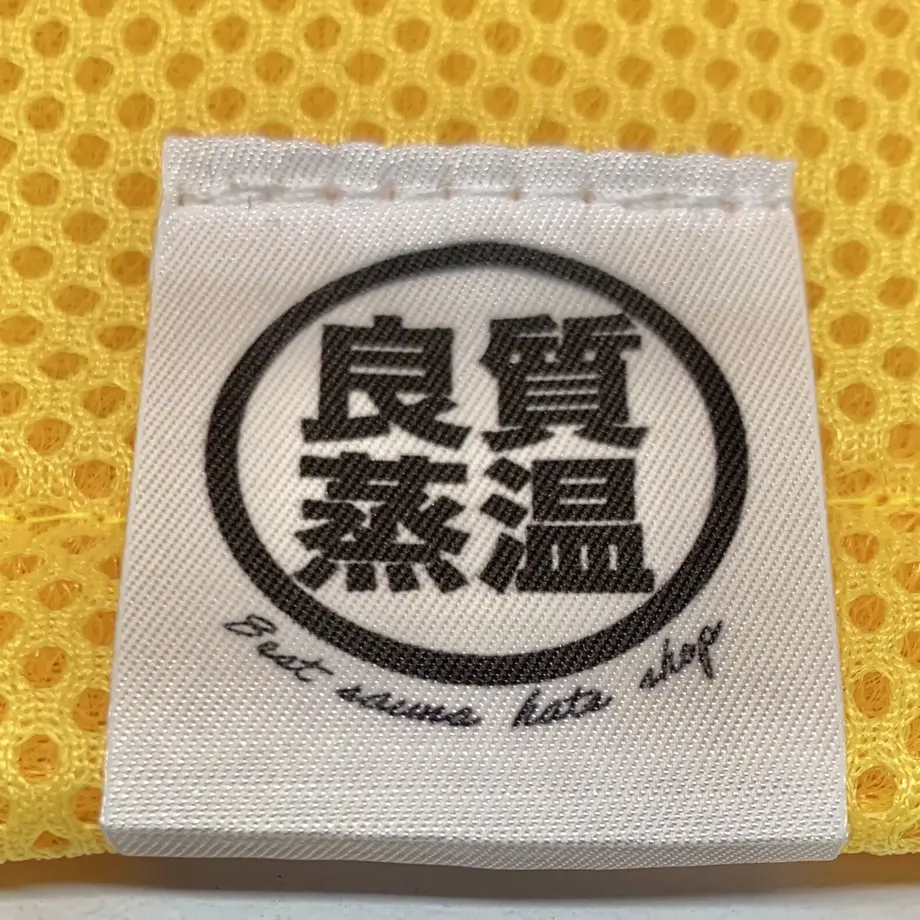 良質
蒸温
Best sauna hats shop